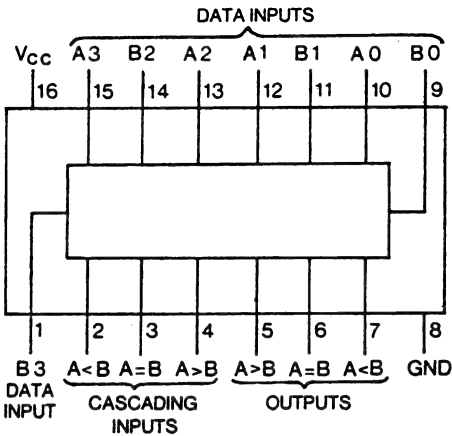 DATA INPUTS
VCC A3 B2 A2 A1 B1 A0 B0
16 15 14 13 12 11 10 9
1 2 3 4 5 6 7 8
B3 A<B A=B A>B A>B A=B A<B GND
DATA INPUT
CASCADING INPUTS
OUTPUTS